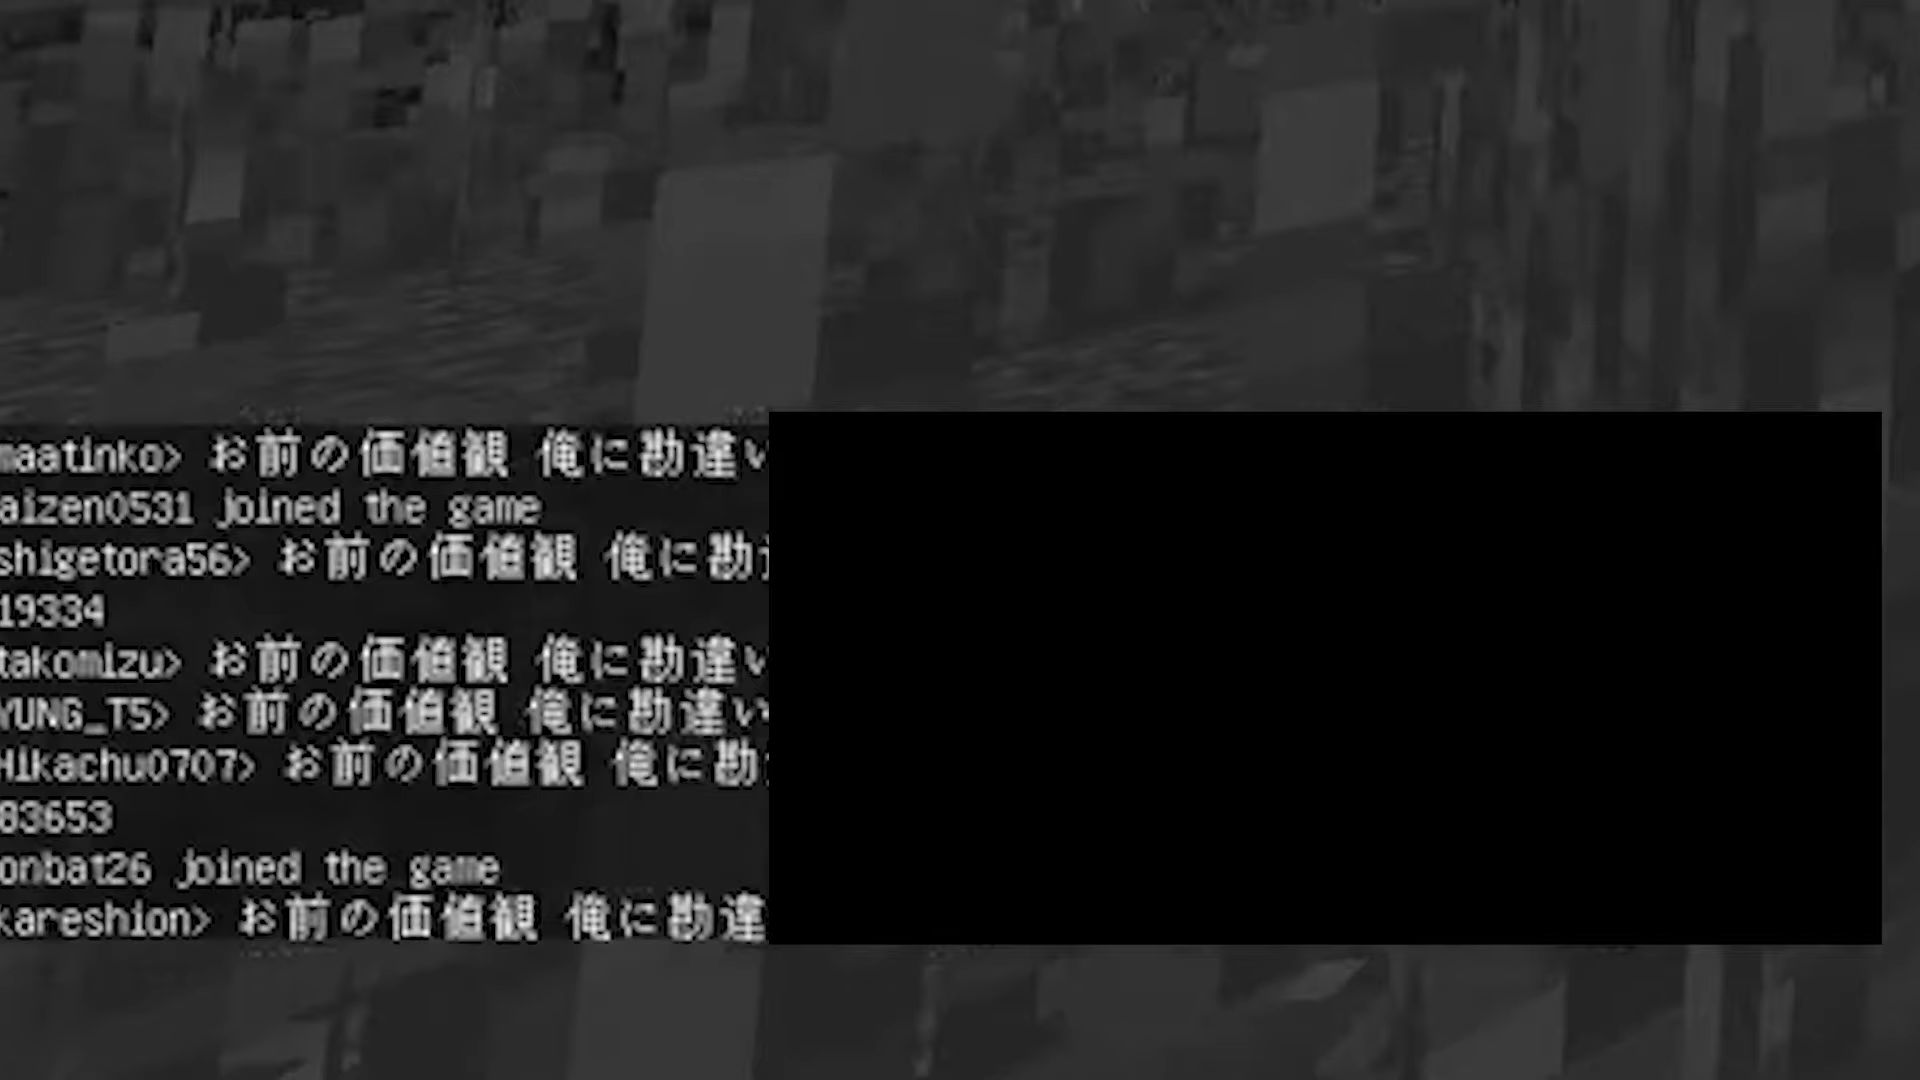 maatinko> お前の価値観 俺に勘違い
aizen0531 joined the game
shigetora56> お前の価値観 俺に勘
19334
takomizu> お前の価値観 俺に勘違い
YUNG_T5> お前の価値観 俺に勘違い
Hikachu0707> お前の価値観 俺に勘
83653
onbat26 joined the game
kareshion> お前の価値観 俺に勘違